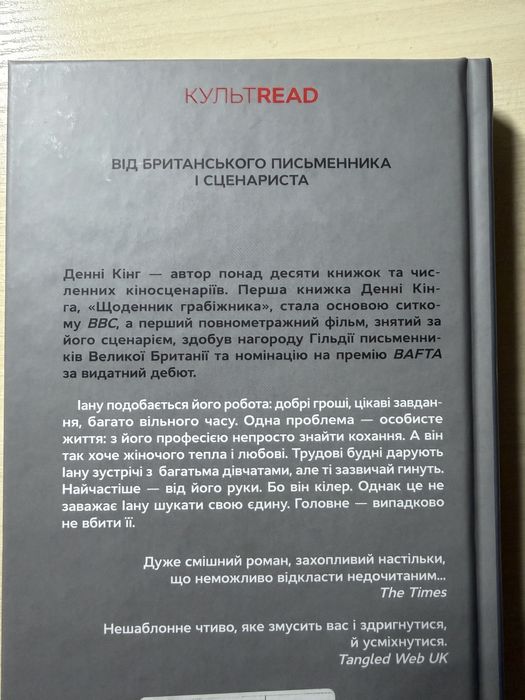 КУЛЬТREAD
ВІД БРИТАНСЬКОГО ПИСЬМЕННИКА
І СЦЕНАРИСТА
Денні Кінг — автор понад десяти книжок та чис-
ленних кіносценаріїв. Перша книжка Денні Кін-
га, «Щоденник грабіжника», стала основою ситко-
му BBC, а перший повнометражний фільм, знятий за
його сценарієм, здобув нагороду Гільдії письменни-
ків Великої Британії та номінацію на премію BAFTA
за видатний дебют.
Іану подобається його робота: добрі гроші, цікаві завдан-
ня, багато вільного часу. Одна проблема — особисте
життя: з його професією непросто знайти кохання. А він
так хоче жіночого тепла і любові. Трудові будні дарують
Іану зустрічі з багатьма дівчатами, але ті зазвичай гинуть.
Найчастіше — від його руки. Бо він кілер. Однак це не
заважає Іану шукати свою єдину. Головне — випадково
не вбити її.
Дуже смішний роман, захопливий настільки,
що неможливо відкласти недочитаним...
The Times
Нешаблонне чтиво, яке змусить вас і здригнутися,
й усміхнутися.
Tangled Web UK